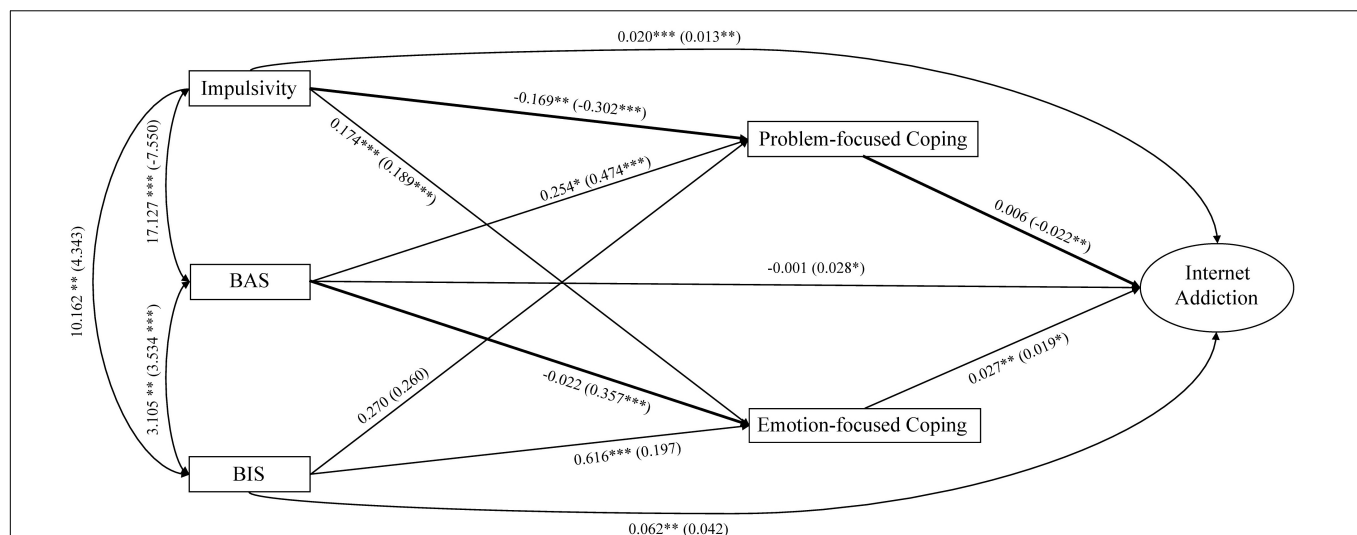 0.020*** (0.013**)
Impulsivity
-0.169** (-0.302***)
0.174*** (0.189***)
Problem-focused Coping
17.127 *** (-7.550)
0.254* (0.474***)
0.006 (-0.022**)
10.162 ** (4.343)
BAS
-0.001 (0.028*)
Internet
Addiction
3.105 ** (3.534 ***)
-0.022 (0.357***)
0.270 (0.260)
0.027** (0.019*)
Emotion-focused Coping
0.616*** (0.197)
BIS
0.062** (0.042)